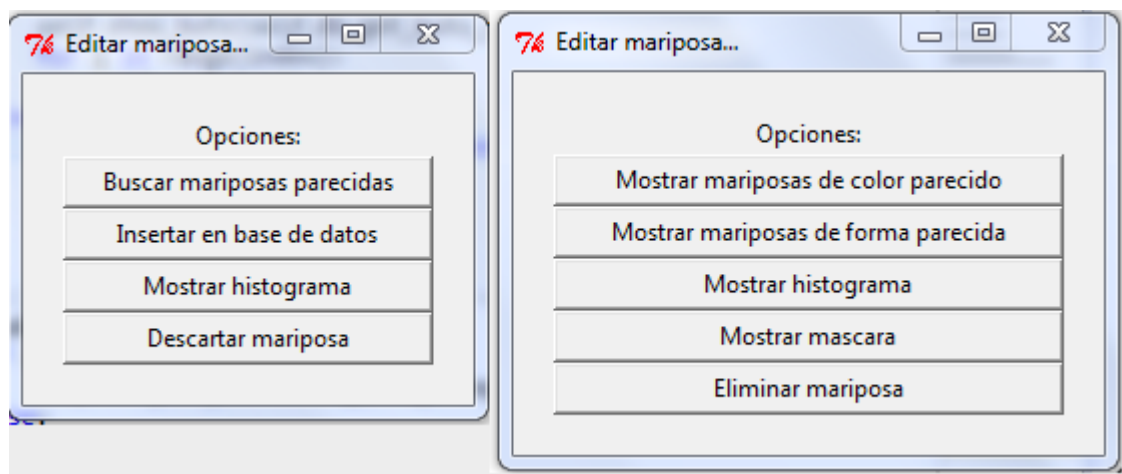 Editar mariposa...
Opciones:
Buscar mariposas parecidas
Insertar en base de datos
Mostrar histograma
Descartar mariposa
Editar mariposa...
Opciones:
Mostrar mariposas de color parecido
Mostrar mariposas de forma parecida
Mostrar histograma
Mostrar mascara
Eliminar mariposa